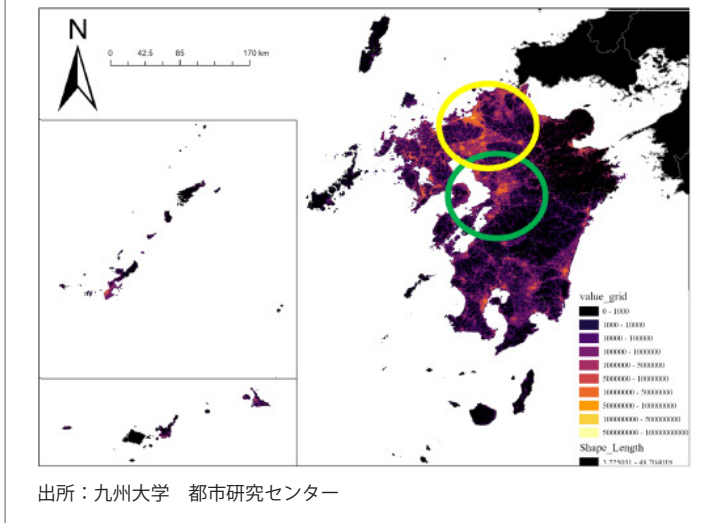 N
0 42.5 85 170 km
value_grid
0 - 1000
1000 - 10000
10000 - 100000
100000 - 1000000
1000000 - 5000000
5000000 - 10000000
10000000 - 50000000
50000000 - 100000000
100000000 - 500000000
500000000 - 10000000000
Shape_Length
出所：九州大学 都市研究センター